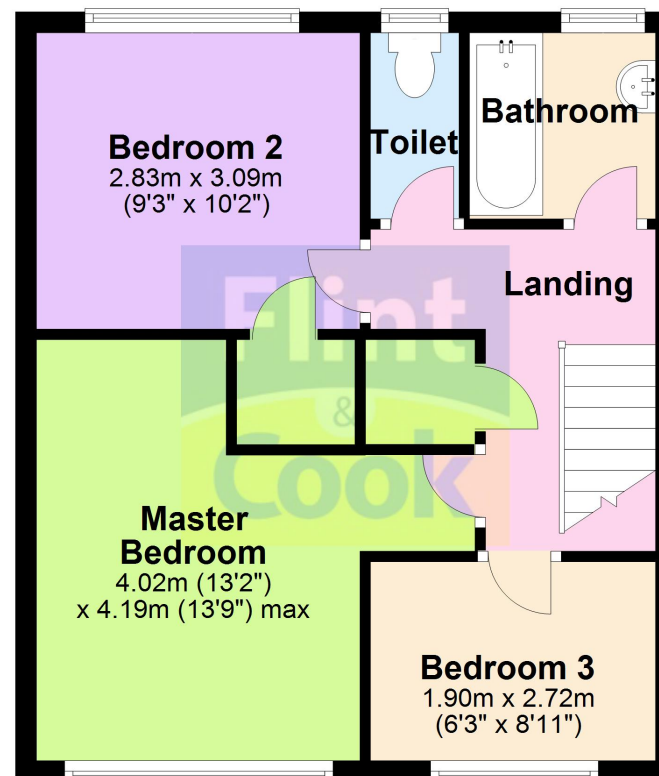 Bedroom 2
2.83m x 3.09m
(9'3" x 10'2")
Toilet
Bathroom
Landing
Flint
&
Cook
Master
Bedroom
4.02m (13'2")
x 4.19m (13'9") max
Bedroom 3
1.90m x 2.72m
(6'3" x 8'11")